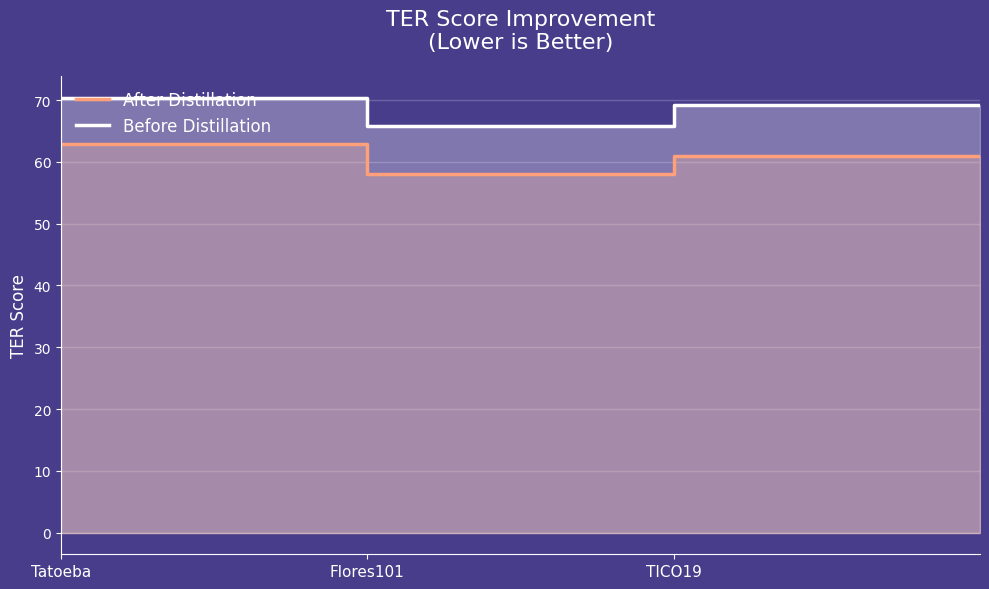 TER Score Improvement
(Lower is Better)
After Distillation
Before Distillation
TER Score
70
60
50
40
30
20
10
0
Tatoeba
Flores101
TICO19